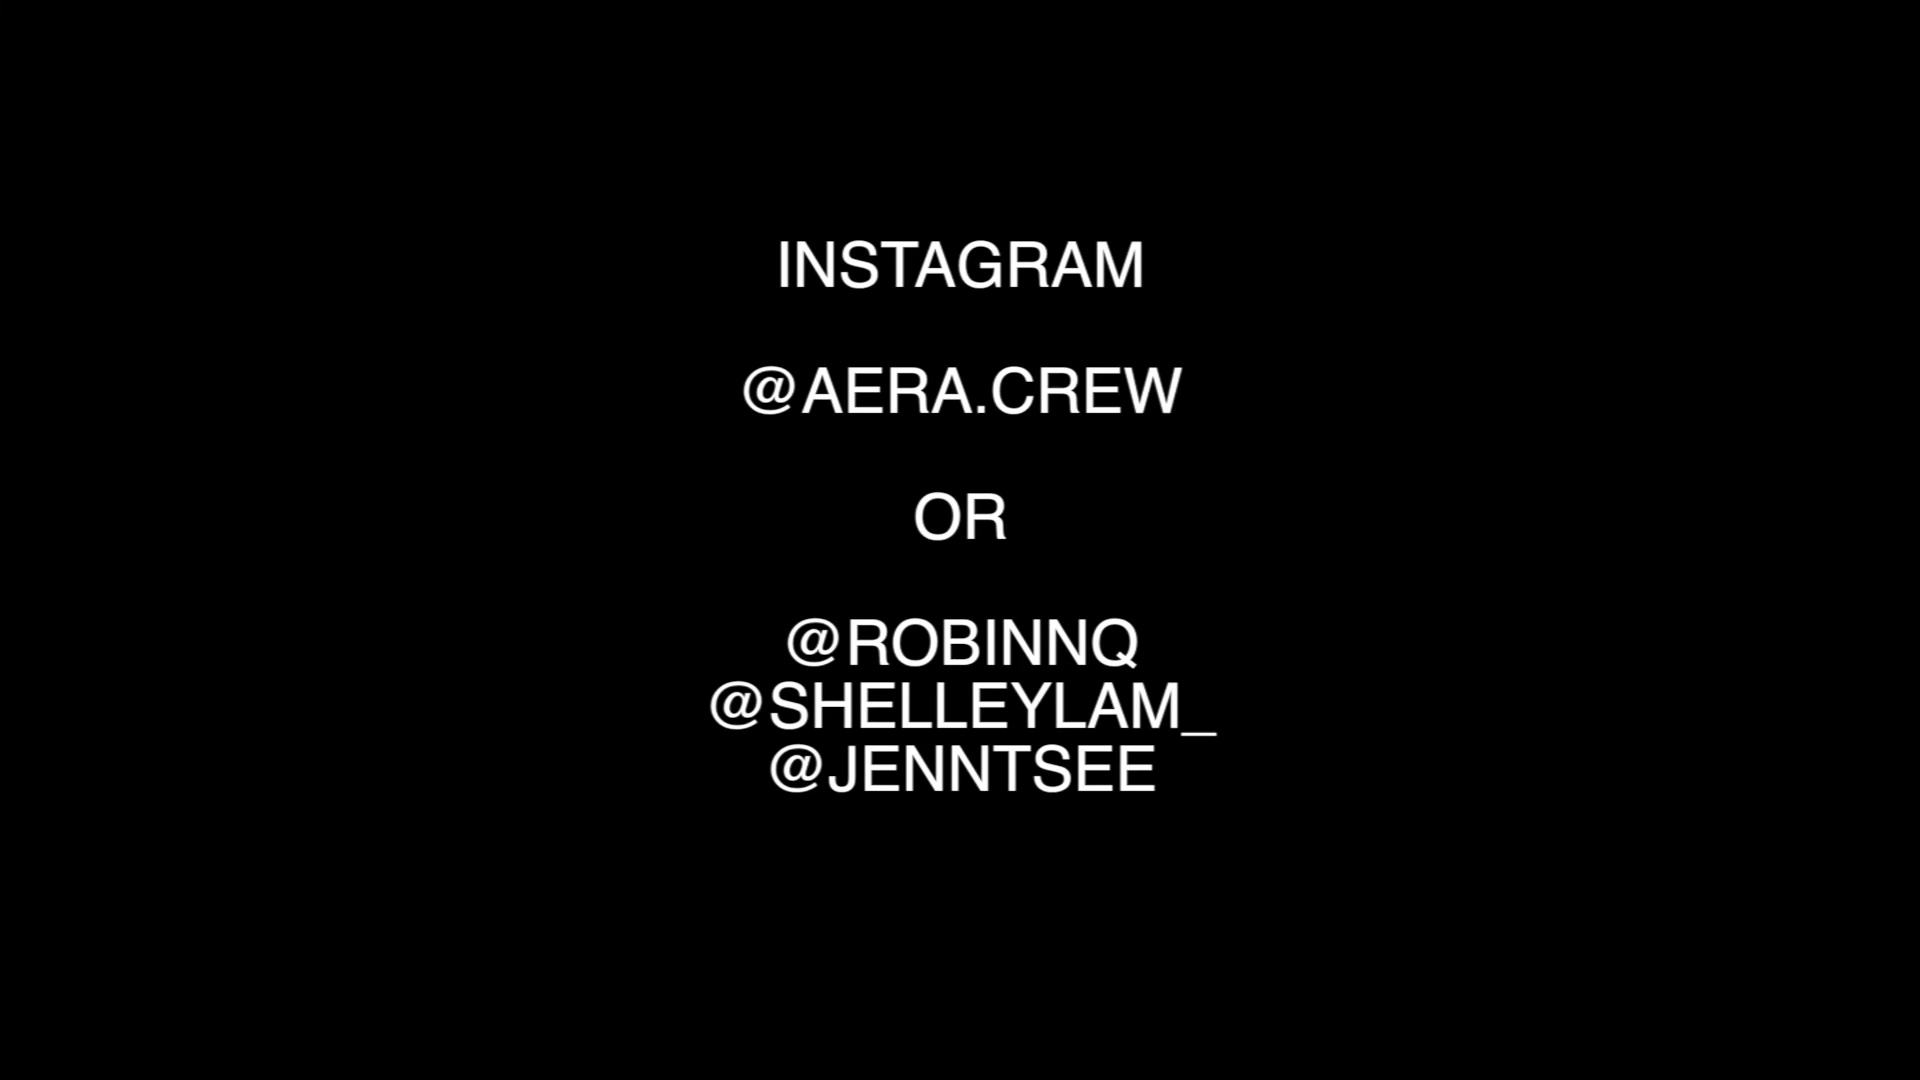 INSTAGRAM
@AERA.CREW
OR
@ROBINNQ
@SHELLEYLAM_
@JENNTSEE